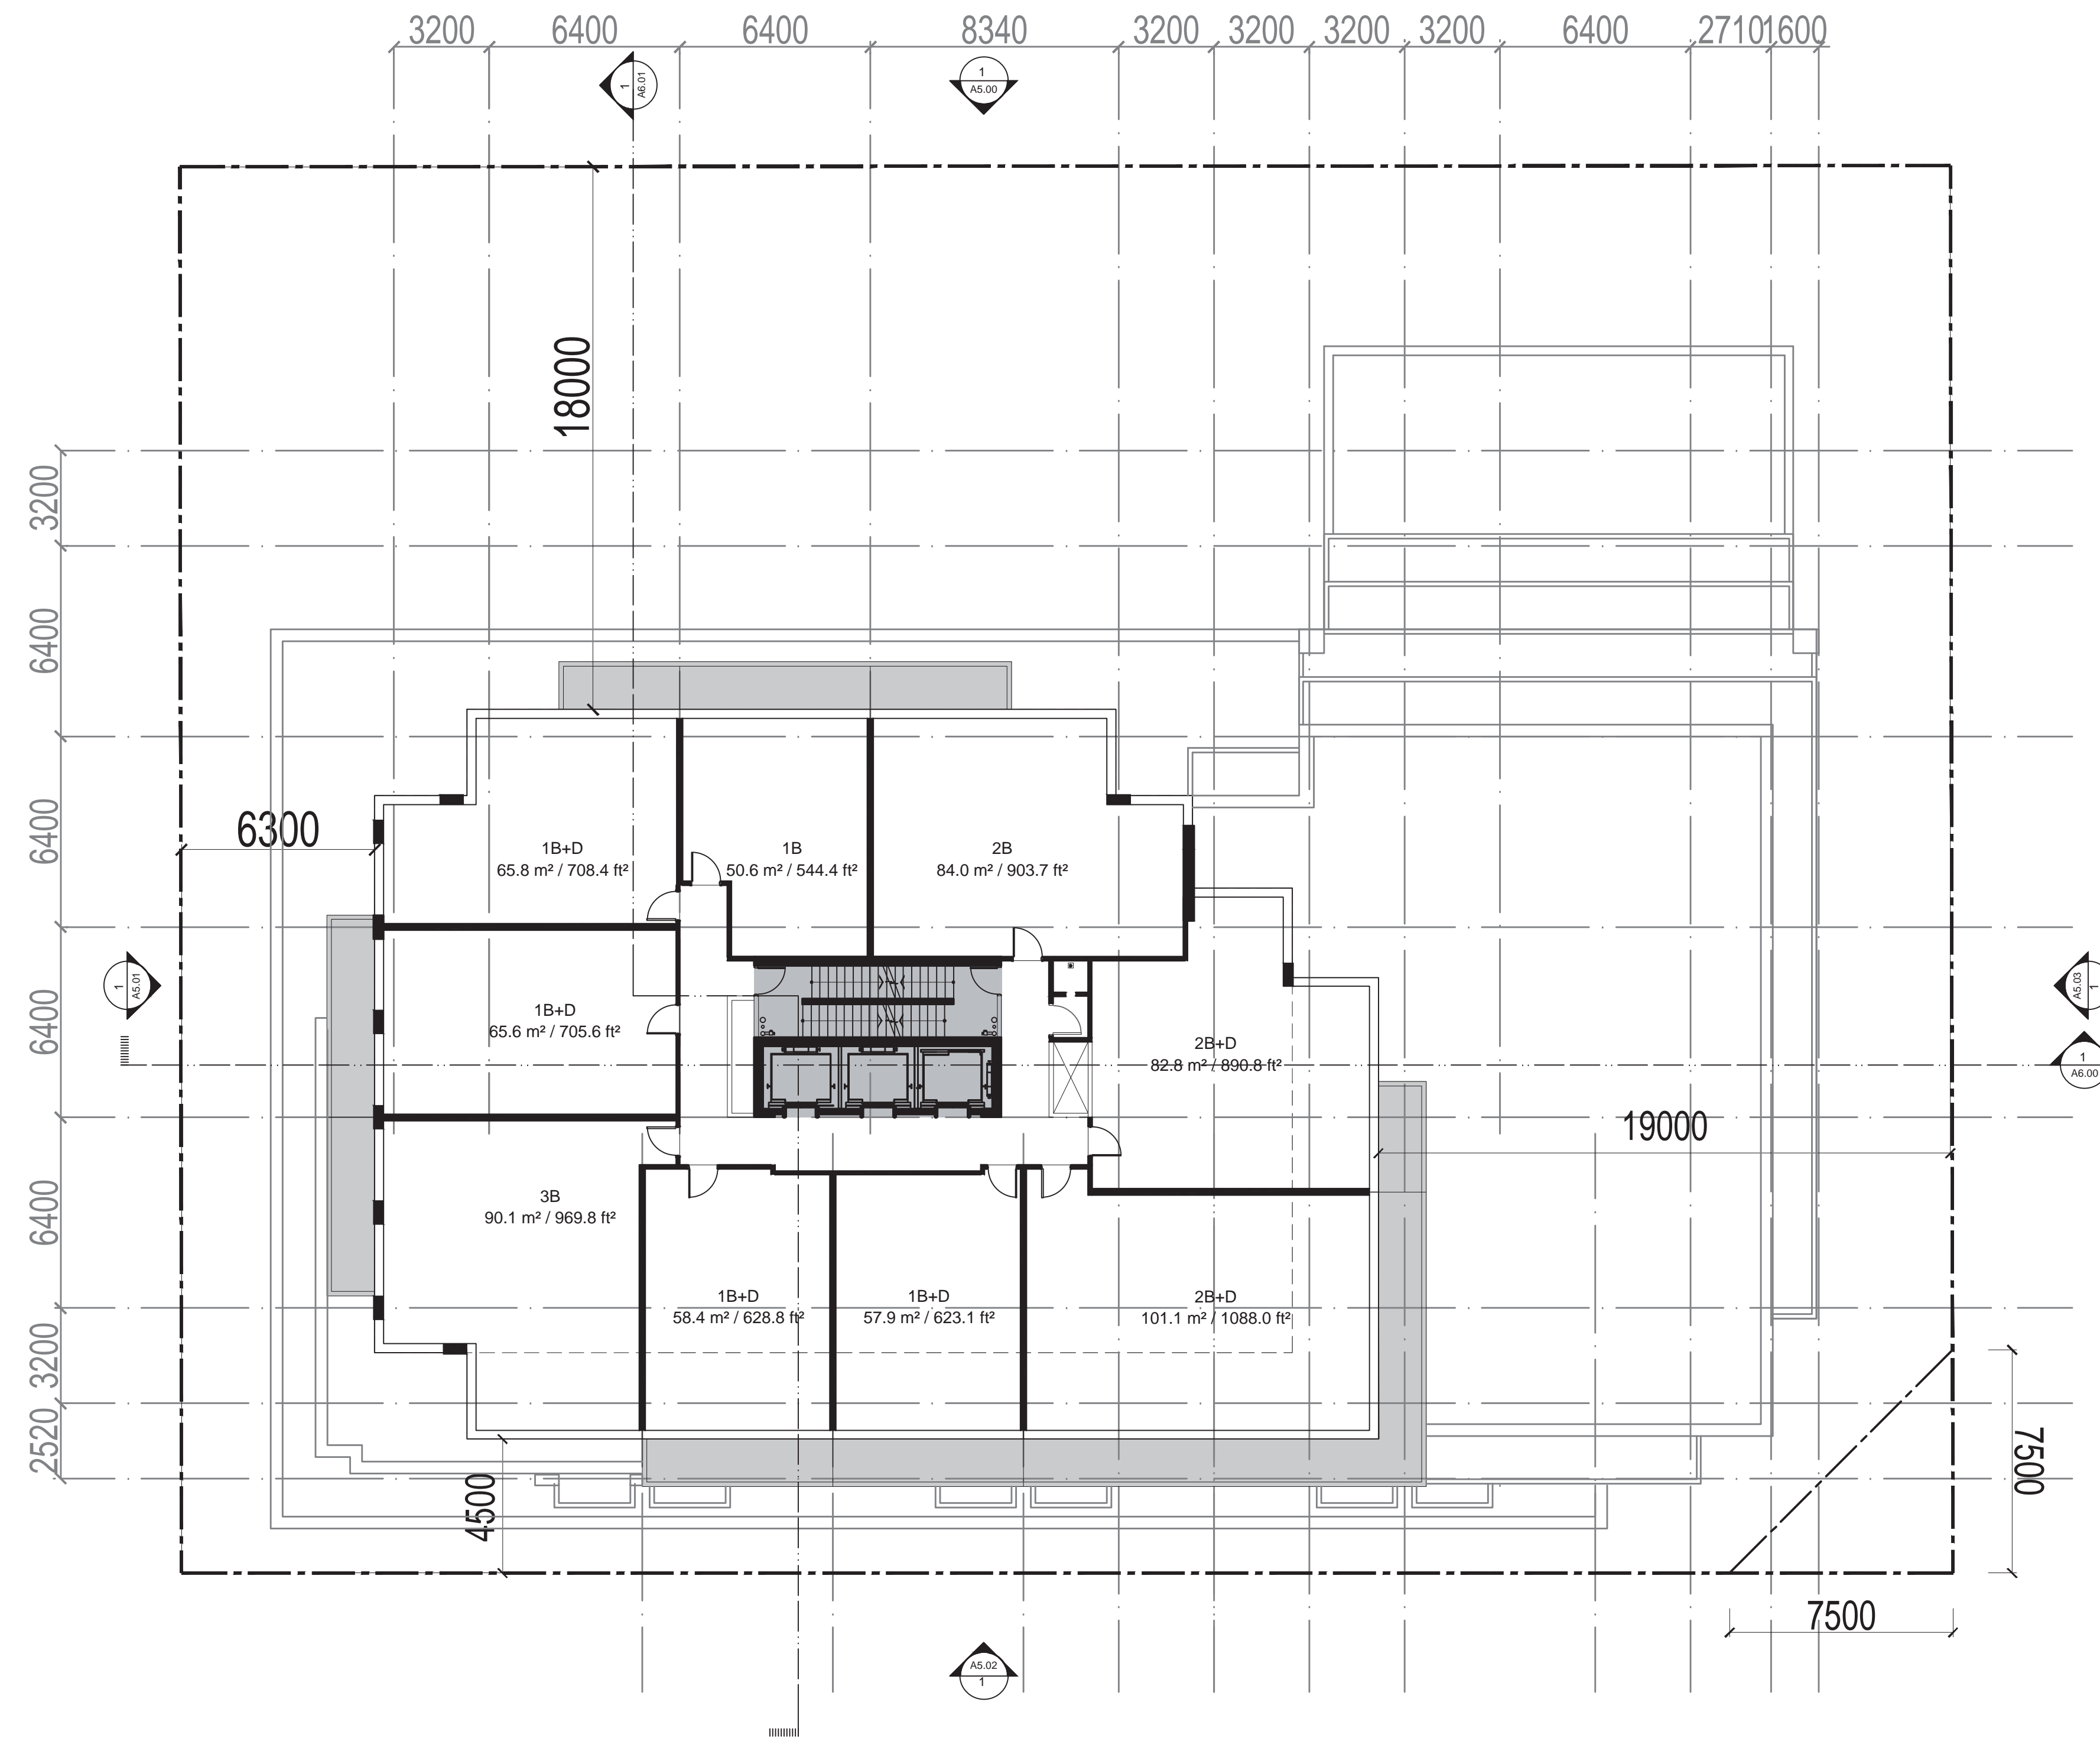 3200 6400 6400 8340 3200 3200 3200 3200 6400 2710 1600
1
A6.01
1
A5.00
18000
3200
6400
6400
6400
6400
3200
2520
6300
1B+D
65.8 m² / 708.4 ft²
1B
50.6 m² / 544.4 ft²
2B
84.0 m² / 903.7 ft²
1
A5.01
1B+D
65.6 m² / 705.6 ft²
2B+D
82.8 m² / 890.8 ft²
A5.03
1
1
A6.00
19000
3B
90.1 m² / 969.8 ft²
1B+D
58.4 m² / 628.8 ft²
1B+D
57.9 m² / 623.1 ft²
2B+D
101.1 m² / 1088.0 ft²
4500
7500
7500
A5.02
1